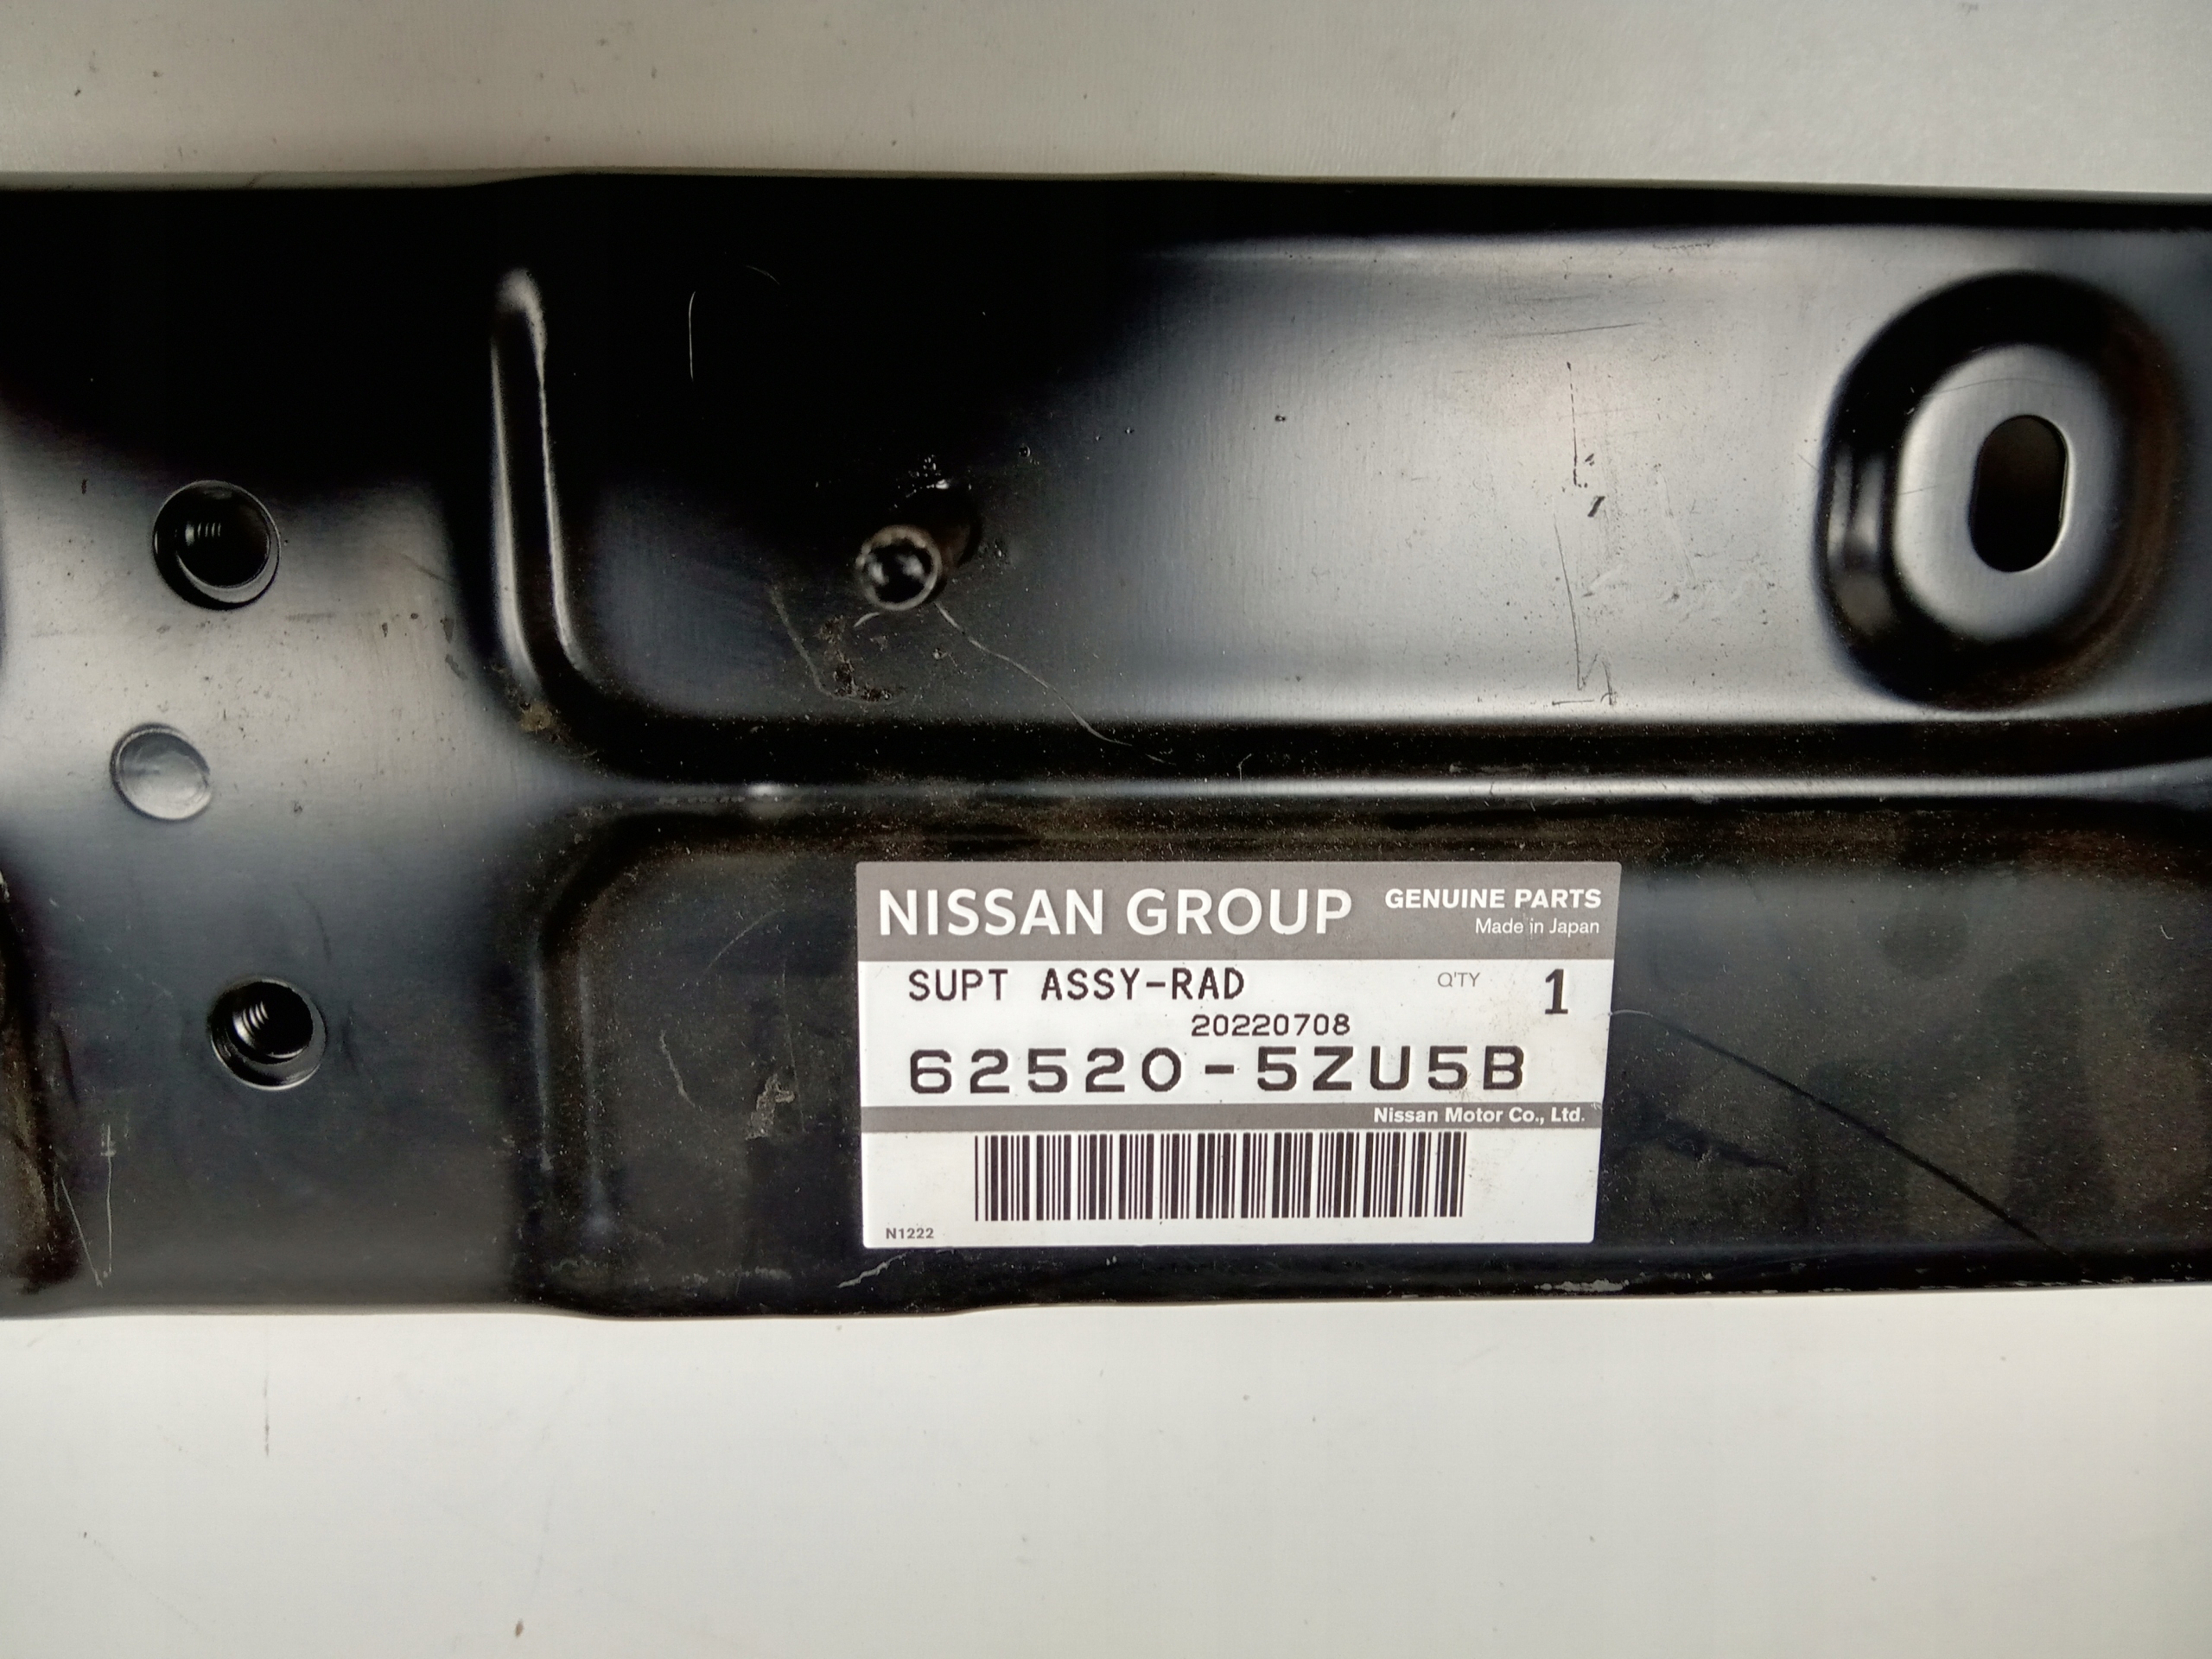 NISSAN GROUP GENUINE PARTS
Made in Japan
SUPT ASSY-RAD Q'TY 1
20220708
62520-5ZU5B
Nissan Motor Co., Ltd.
N1222